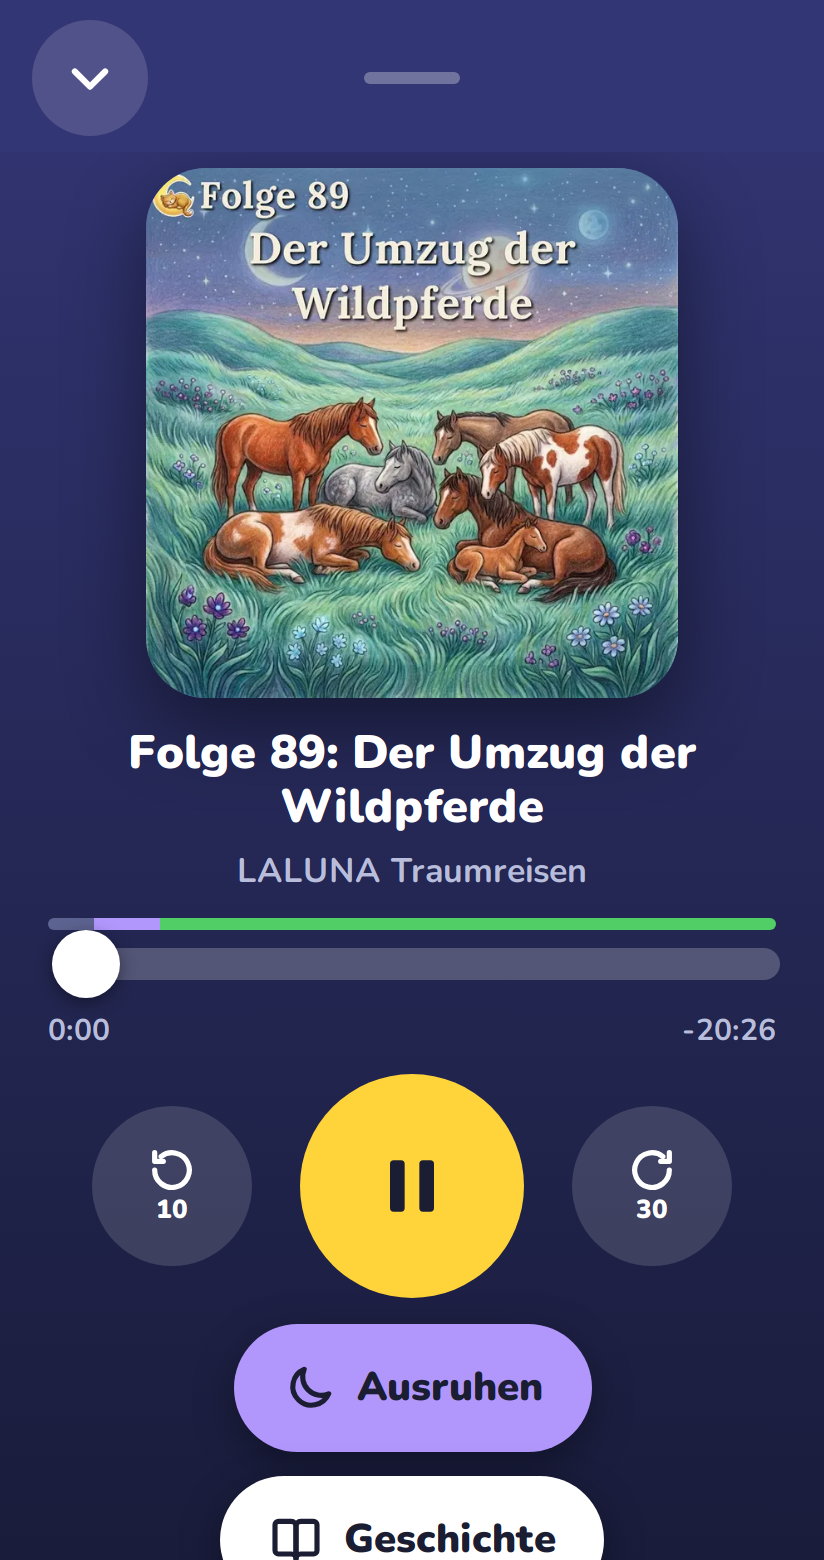 Folge 89
Der Umzug der
Wildpferde
Folge 89: Der Umzug der
Wildpferde
LALUNA Traumreisen
0:00
-20:26
10
30
Ausruhen
Geschichte